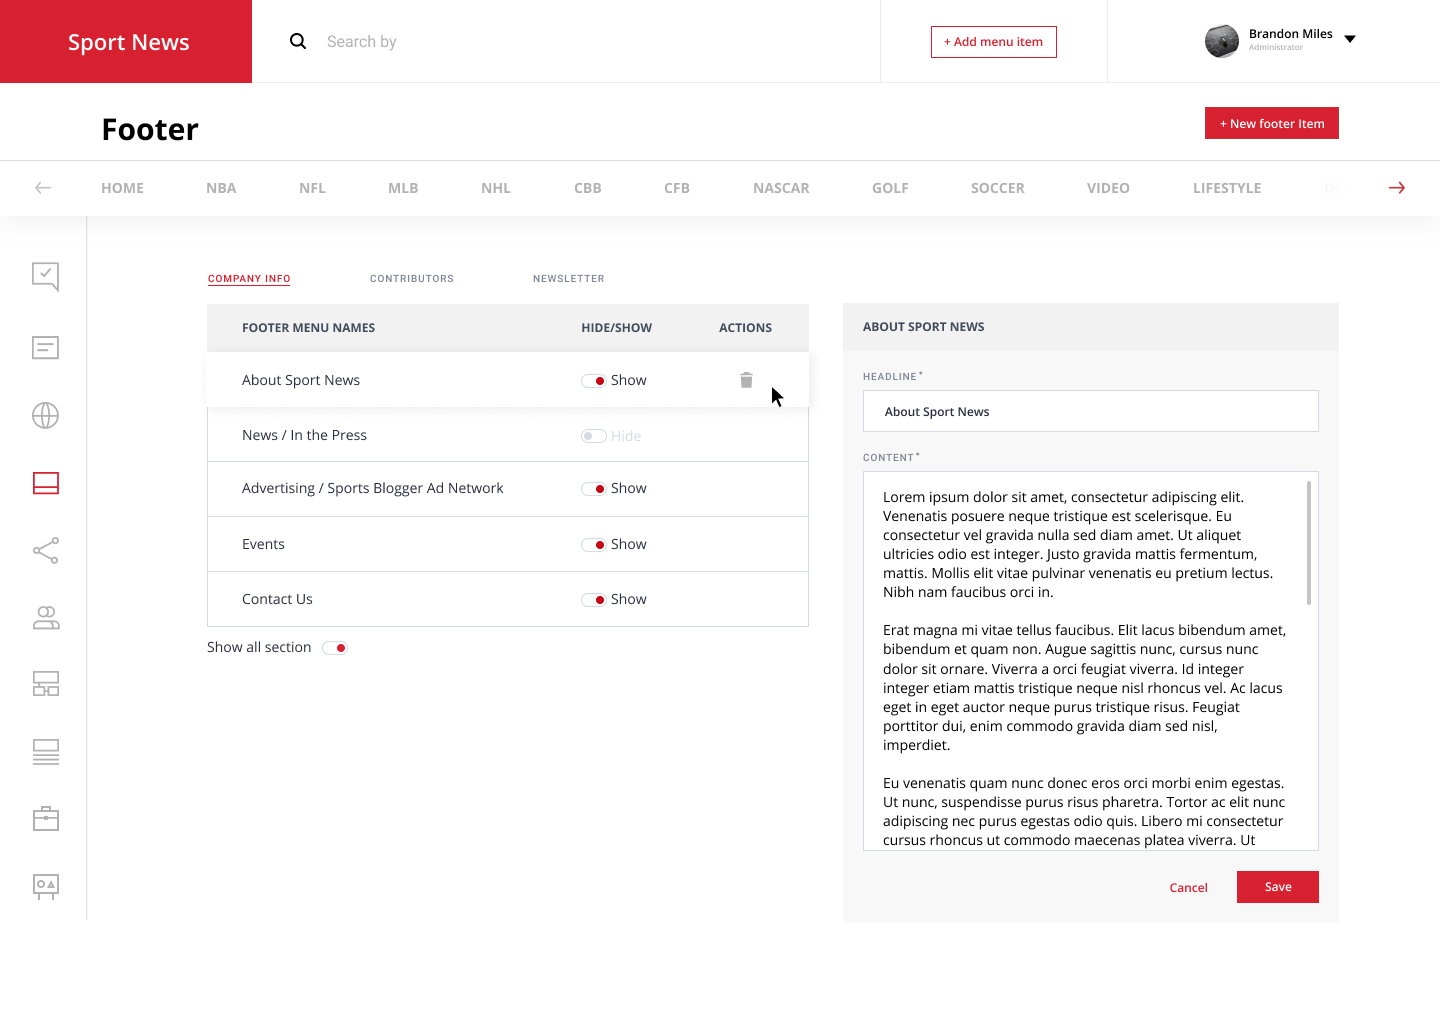 Sport News
Search by
+ Add menu item
Brandon Miles
Administrator
Footer
+ New footer Item
HOME NBA NFL MLB NHL CBB CFB NASCAR GOLF SOCCER VIDEO LIFESTYLE
COMPANY INFO CONTRIBUTORS NEWSLETTER
FOOTER MENU NAMES HIDE/SHOW ACTIONS
About Sport News Show
News / In the Press Hide
Advertising / Sports Blogger Ad Network Show
Events Show
Contact Us Show
Show all section
ABOUT SPORT NEWS
HEADLINE*
About Sport News
CONTENT*
Lorem ipsum dolor sit amet, consectetur adipiscing elit.
Venenatis posuere neque tristique est scelerisque. Eu
consectetur vel gravida nulla sed diam amet. Ut aliquet
ultricies odio est integer. Justo gravida mattis fermentum,
mattis. Mollis elit vitae pulvinar venenatis eu pretium lectus.
Nibh nam faucibus orci in.
Erat magna mi vitae tellus faucibus. Elit lacus bibendum amet,
bibendum et quam non. Augue sagittis nunc, cursus nunc
dolor sit ornare. Viverra a orci feugiat viverra. Id integer
integer etiam mattis tristique neque nisl rhoncus vel. Ac lacus
eget in eget auctor neque purus tristique risus. Feugiat
porttitor dui, enim commodo gravida diam sed nisl,
imperdiet.
Eu venenatis quam nunc donec eros orci morbi enim egestas.
Ut nunc, suspendisse purus risus pharetra. Tortor ac elit nunc
adipiscing nec purus egestas odio quis. Libero mi consectetur
cursus rhoncus ut commodo maecenas platea viverra. Ut
Cancel
Save